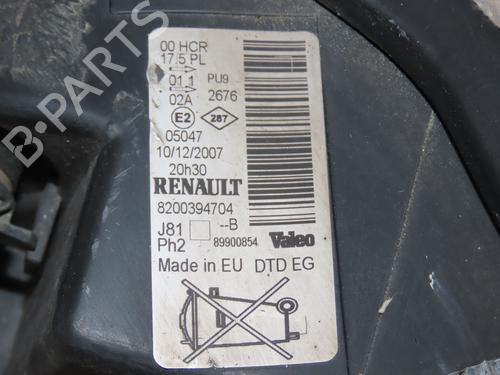 00 HCR
17.5 PL
01.1 PU9
02A 2676
E2 287
05047
10/12/2007
20h30
RENAULT
8200394704
J81 --B
Ph2 89900854 Valeo
Made in EU DTD EG
B-PARTS